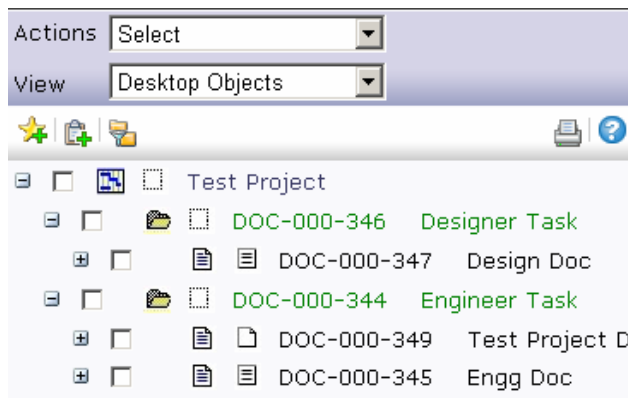 Actions Select
View Desktop Objects
Test Project
DOC-000-346 Designer Task
DOC-000-347 Design Doc
DOC-000-344 Engineer Task
DOC-000-349 Test Project D
DOC-000-345 Engg Doc